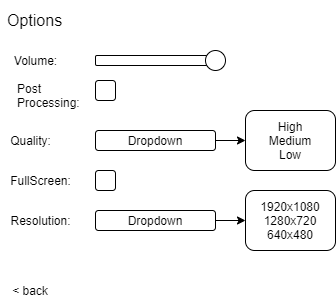 Options
Volume:
Post
Processing:
Quality:
Dropdown
High
Medium
Low
FullScreen:
Resolution:
Dropdown
1920x1080
1280x720
640x480
< back